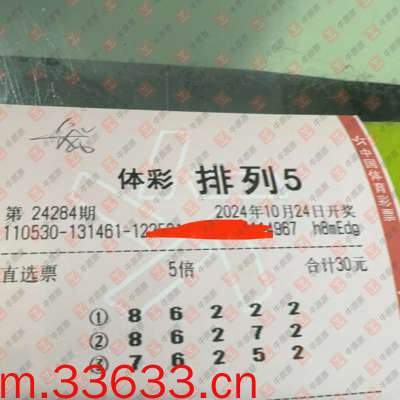 体彩 排列5
第 24284期 2024年10月24日开奖
110530-131461-12 4967 h8mEdg
直选票 5倍 合计30元
① 8 6 2 2 2
② 8 6 2 7 2
③ 7 6 2 5 2
中国体育彩票
m.33633.cn